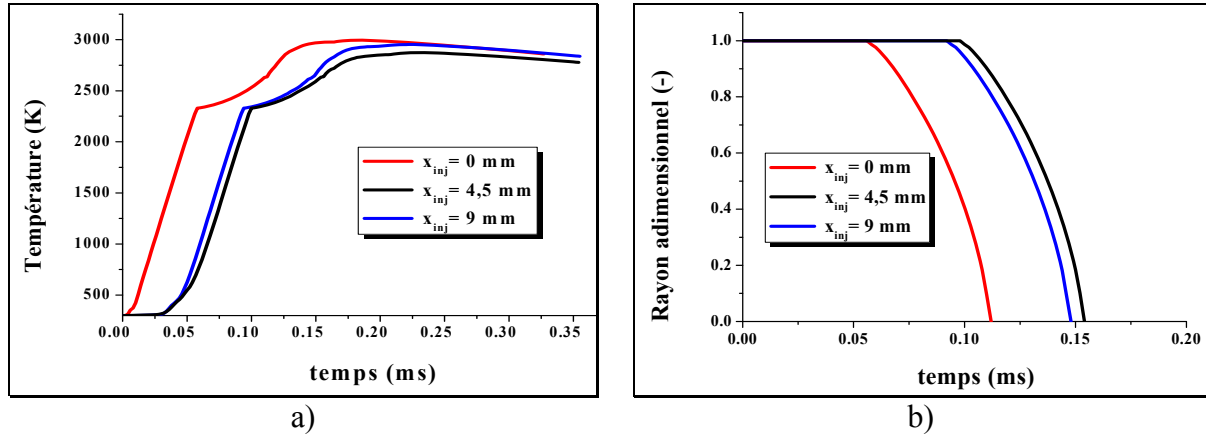 Température (K)
3000
2500
2000
1500
1000
500
x_inj= 0 mm
x_inj= 4,5 mm
x_inj= 9 mm
0.00 0.05 0.10 0.15 0.20 0.25 0.30 0.35
temps (ms)
a)
Rayon adimensionnel (-)
1.0
0.8
0.6
0.4
0.2
0.0
x_inj= 0 mm
x_inj= 4,5 mm
x_inj= 9 mm
0.00 0.05 0.10 0.15 0.20
temps (ms)
b)